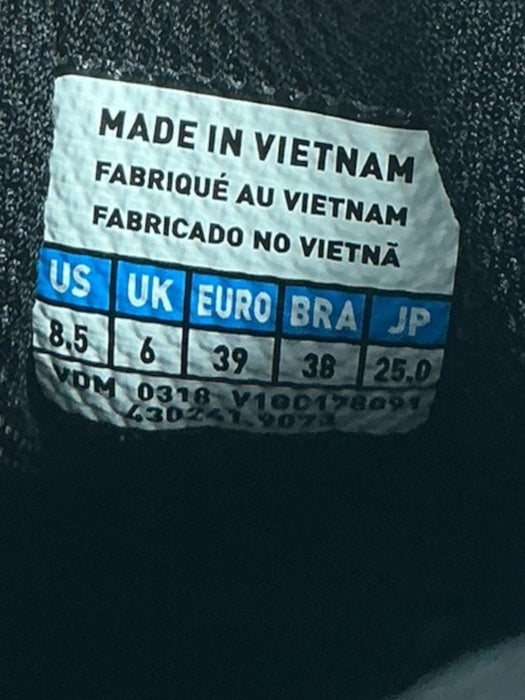 MADE IN VIETNAM
FABRIQUÉ AU VIETNAM
FABRICADO NO VIETNÃ
US UK EURO BRA JP
8.5 6 39 38 25.0
VDM 0318 V10C178091